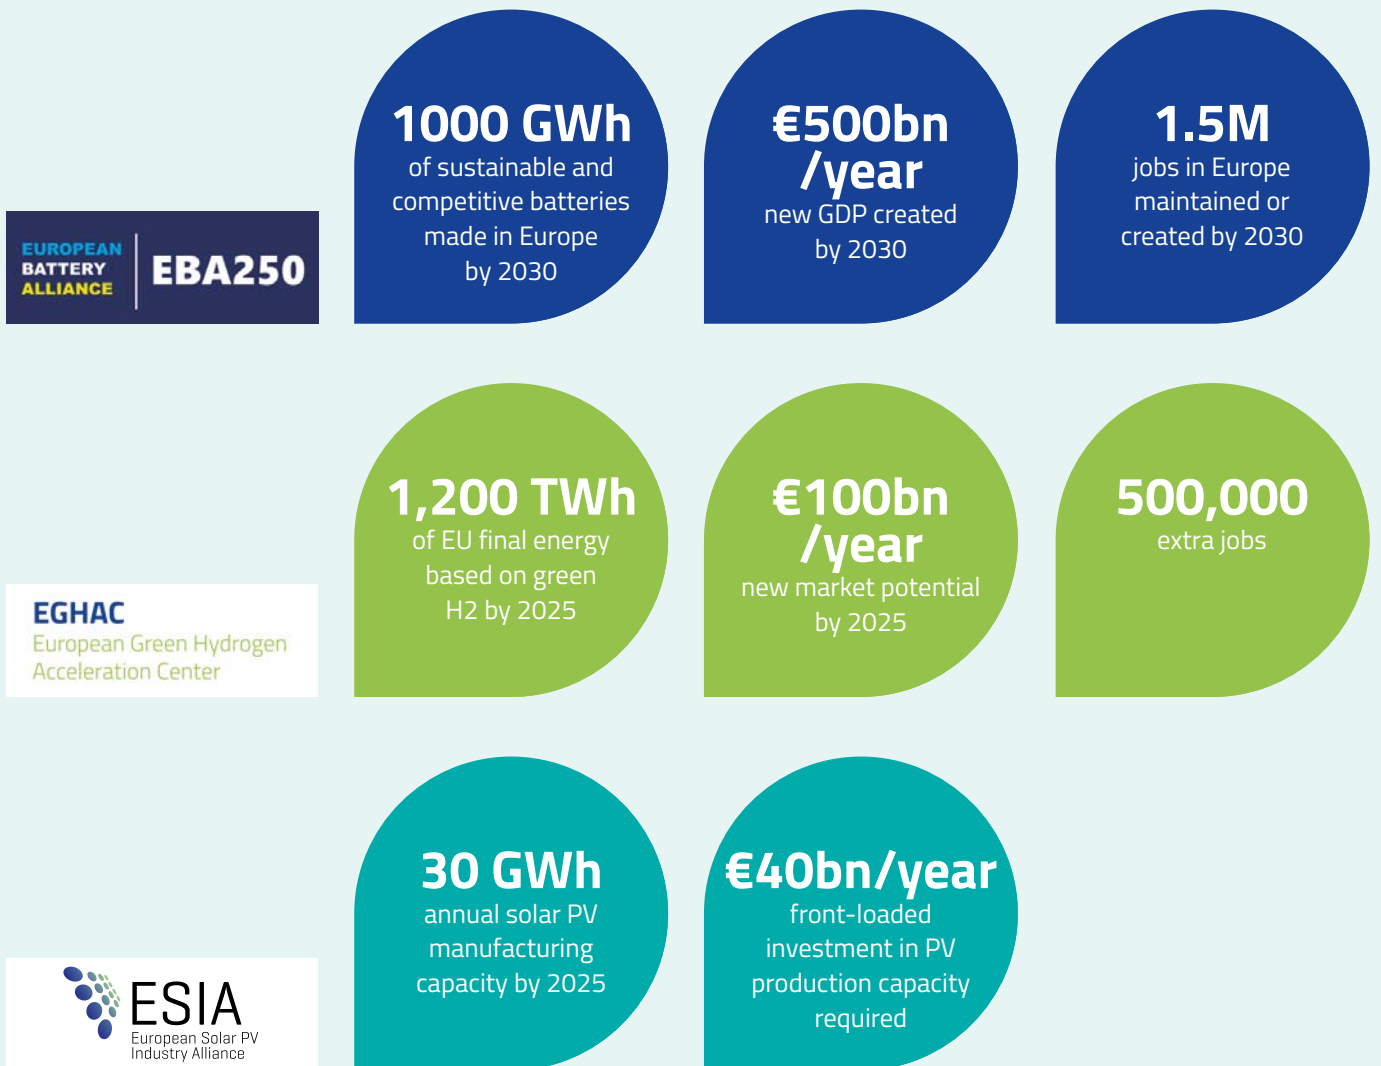 EUROPEAN
BATTERY
ALLIANCE
EBA250
1000 GWh
of sustainable and
competitive batteries
made in Europe
by 2030
€500bn
/year
new GDP created
by 2030
1.5M
jobs in Europe
maintained or
created by 2030
EGHAC
European Green Hydrogen
Acceleration Center
1,200 TWh
of EU final energy
based on green
H2 by 2025
€100bn
/year
new market potential
by 2025
500,000
extra jobs
ESIA
European Solar PV
Industry Alliance
30 GWh
annual solar PV
manufacturing
capacity by 2025
€40bn/year
front-loaded
investment in PV
production capacity
required